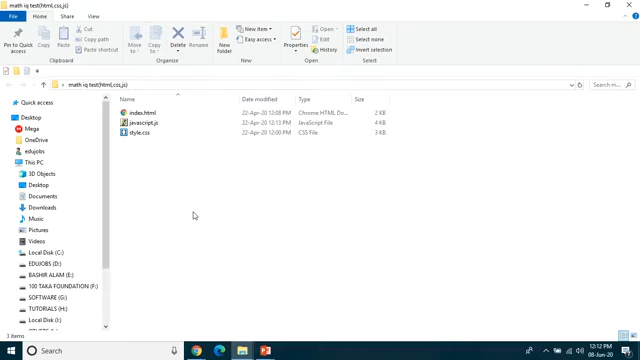 math iq test(html,css,js)
File Home Share View
Pin to Quick access
Copy
Paste
Cut
Copy path
Paste shortcut
Clipboard
Move to
Copy to
Delete
Rename
Organize
New folder
New item
Easy access
New
Properties
Open
Edit
History
Open
Select all
Select none
Invert selection
Select
math iq test(html,css,js)
Search m...
Name Date modified Type Size
index.html 22-Apr-20 12:08 PM Chrome HTML Do... 2 KB
javascript.js 22-Apr-20 12:13 PM JavaScript File 4 KB
style.css 22-Apr-20 12:00 PM CSS File 3 KB
Quick access
Desktop
Mega
OneDrive
edujobs
This PC
3D Objects
Desktop
Documents
Downloads
Music
Pictures
Videos
Local Disk (C:)
EDUJOBS (D:)
BASHIR ALAM (E:)
100 TAKA FOUNDATION (F:)
SOFTWARE (G:)
TUTORIALS (H:)
3 items
Search
12:12 PM
08-Jun-20